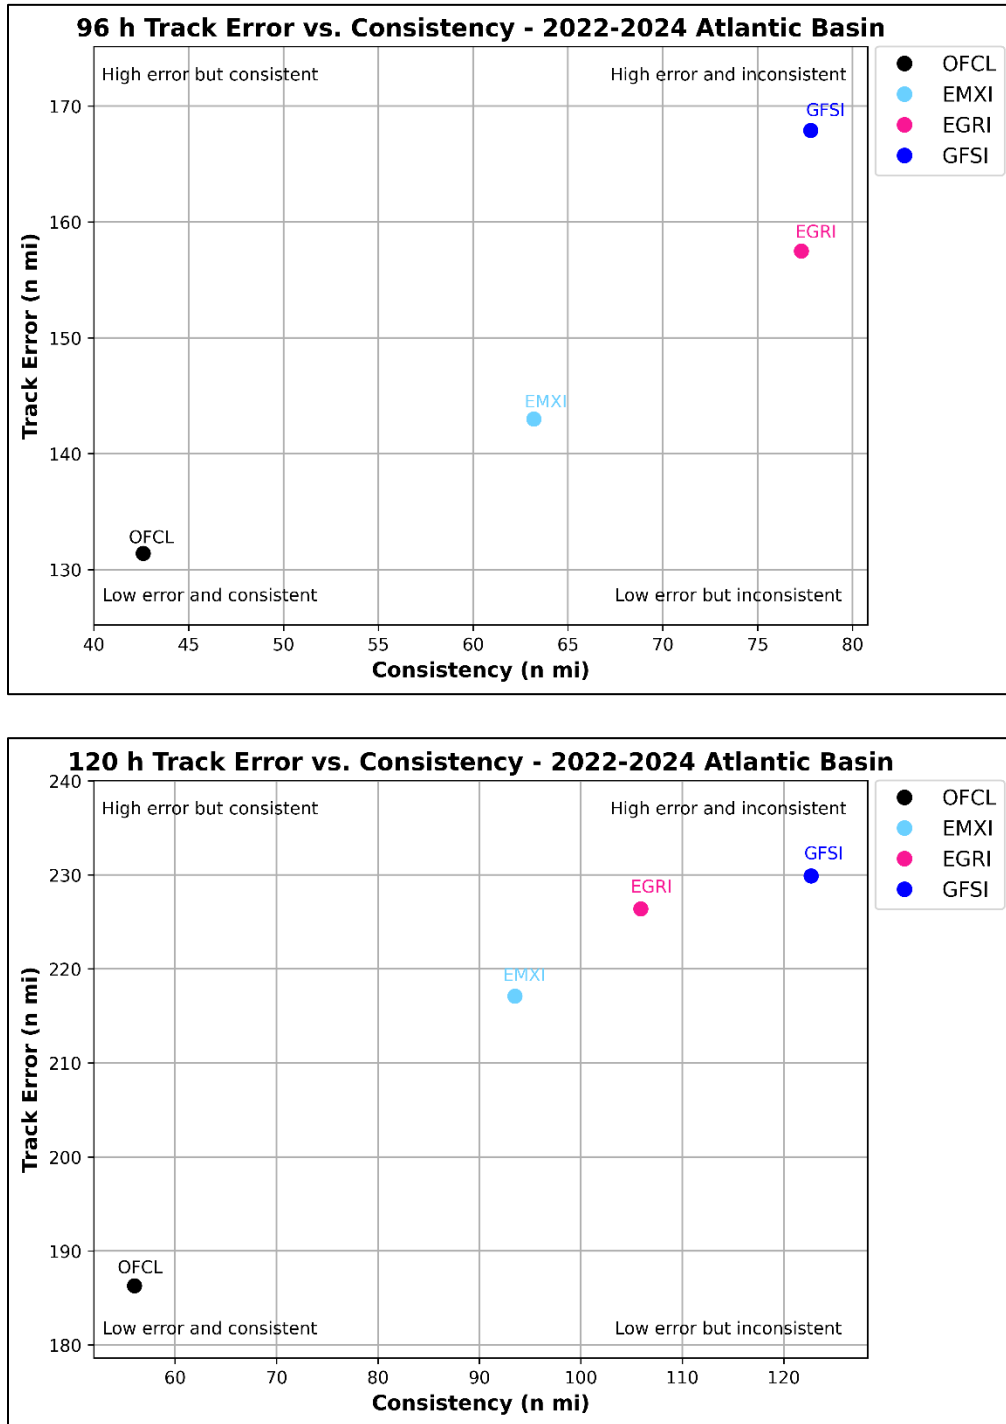 96 h Track Error vs. Consistency - 2022-2024 Atlantic Basin
High error but consistent
High error and inconsistent
OFCL
EMXI
EGRI
GFSI
GFSI
EGRI
EMXI
OFCL
Low error and consistent
Low error but inconsistent
170
160
150
140
130
Track Error (n mi)
40 45 50 55 60 65 70 75 80
Consistency (n mi)
120 h Track Error vs. Consistency - 2022-2024 Atlantic Basin
High error but consistent
High error and inconsistent
OFCL
EMXI
EGRI
GFSI
GFSI
EGRI
EMXI
OFCL
Low error and consistent
Low error but inconsistent
240
230
220
210
200
190
180
Track Error (n mi)
60 70 80 90 100 110 120
Consistency (n mi)